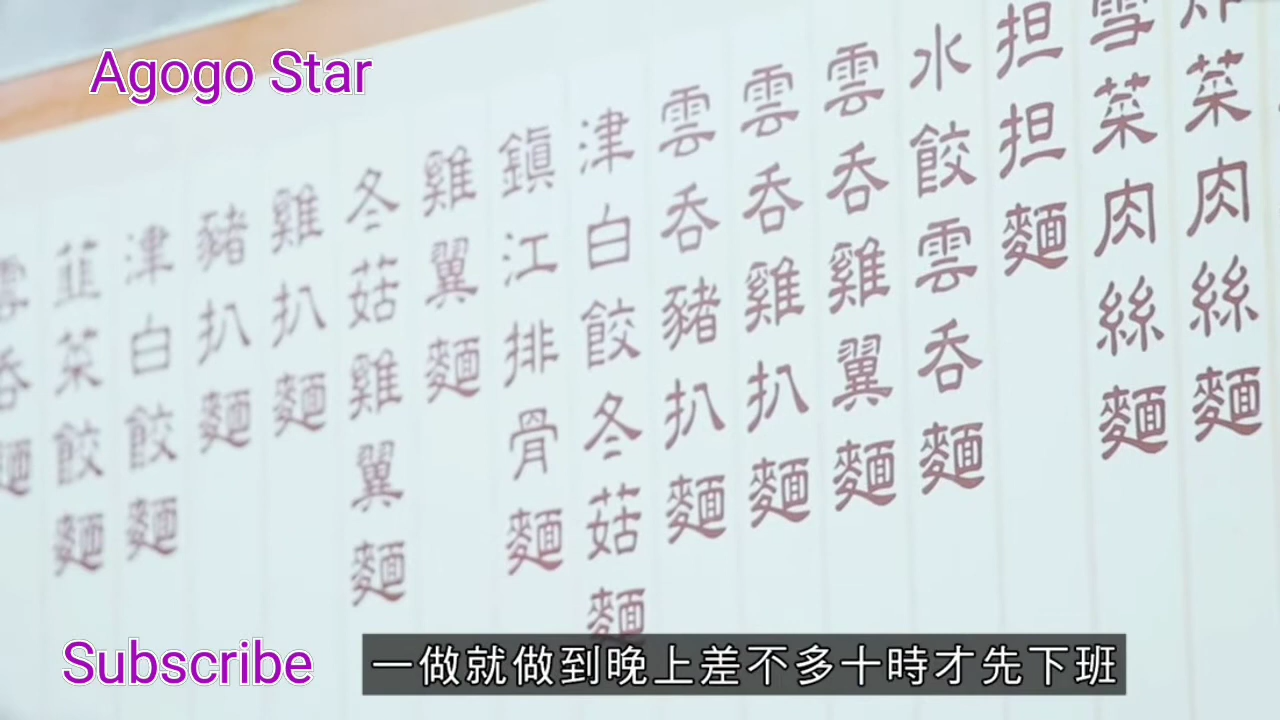 Agogo Star
炸菜肉絲麵
雪菜肉絲麵
担担麵
水餃雲吞麵
雲吞雞翼麵
雲吞雞扒麵
雲吞豬扒麵
津白餃冬菇麵
鎮江排骨麵
雞翼麵
冬菇雞翼麵
雞扒麵
豬扒麵
津白餃麵
韮菜餃麵
雲吞麵
Subscribe
一做就做到晚上差不多十時才先下班